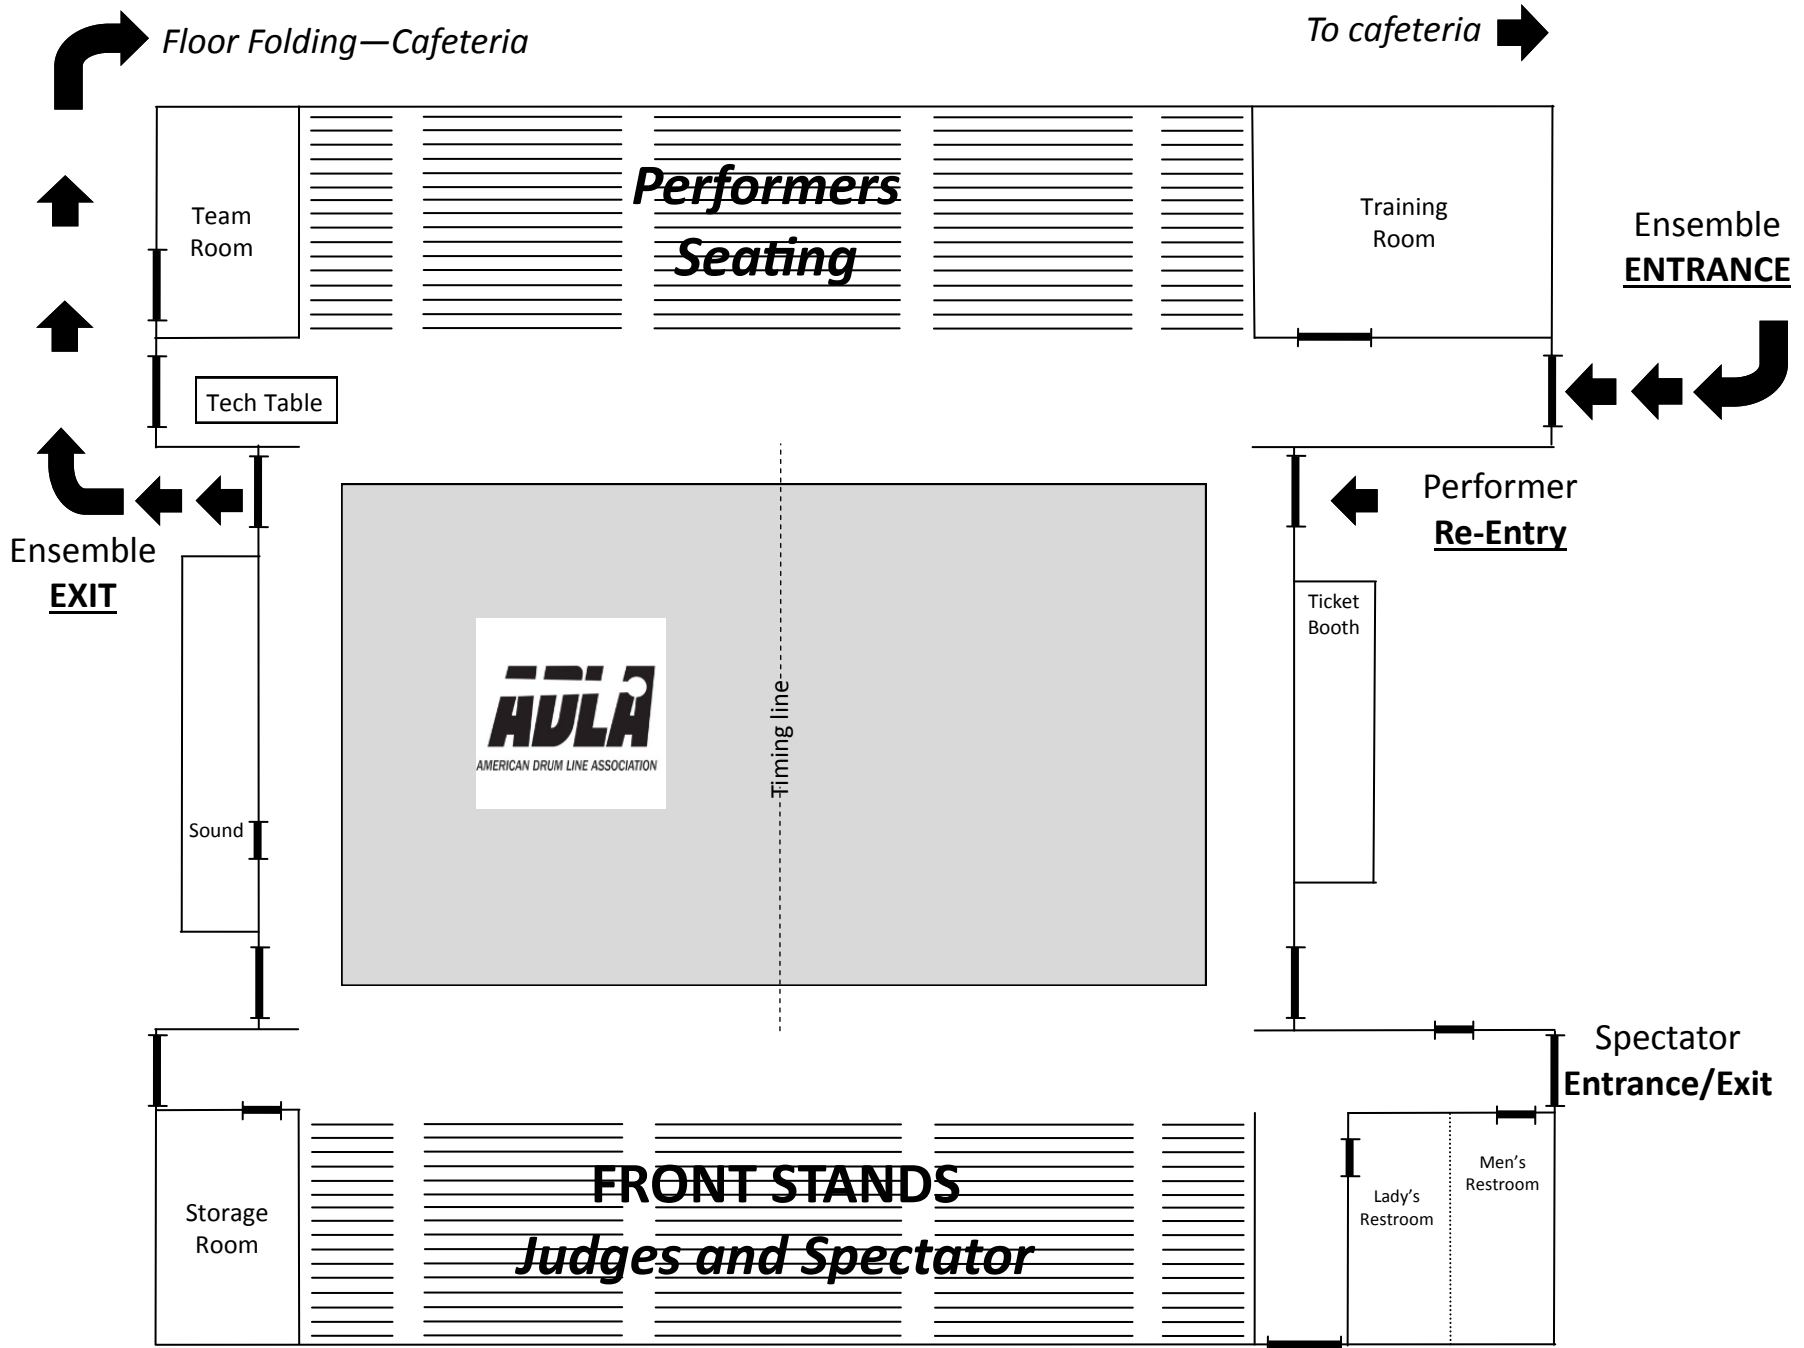 Floor Folding—Cafeteria
To cafeteria
Performers
Seating
Team
Room
Training
Room
Ensemble
ENTRANCE
Tech Table
Performer
Re-Entry
Ensemble
EXIT
Ticket
Booth
ADLA
AMERICAN DRUM LINE ASSOCIATION
Timing line
Sound
Spectator
Entrance/Exit
FRONT STANDS
Judges and Spectator
Storage
Room
Lady’s
Restroom
Men’s
Restroom